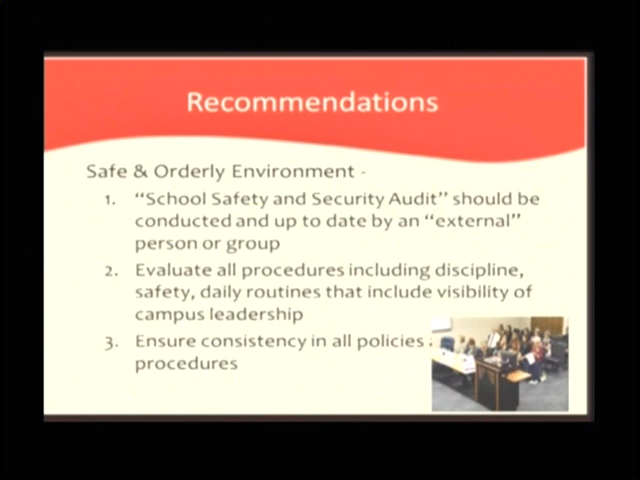 Recommendations
Safe & Orderly Environment -
1. “School Safety and Security Audit” should be
conducted and up to date by an “external”
person or group
2. Evaluate all procedures including discipline,
safety, daily routines that include visibility of
campus leadership
3. Ensure consistency in all policies
procedures